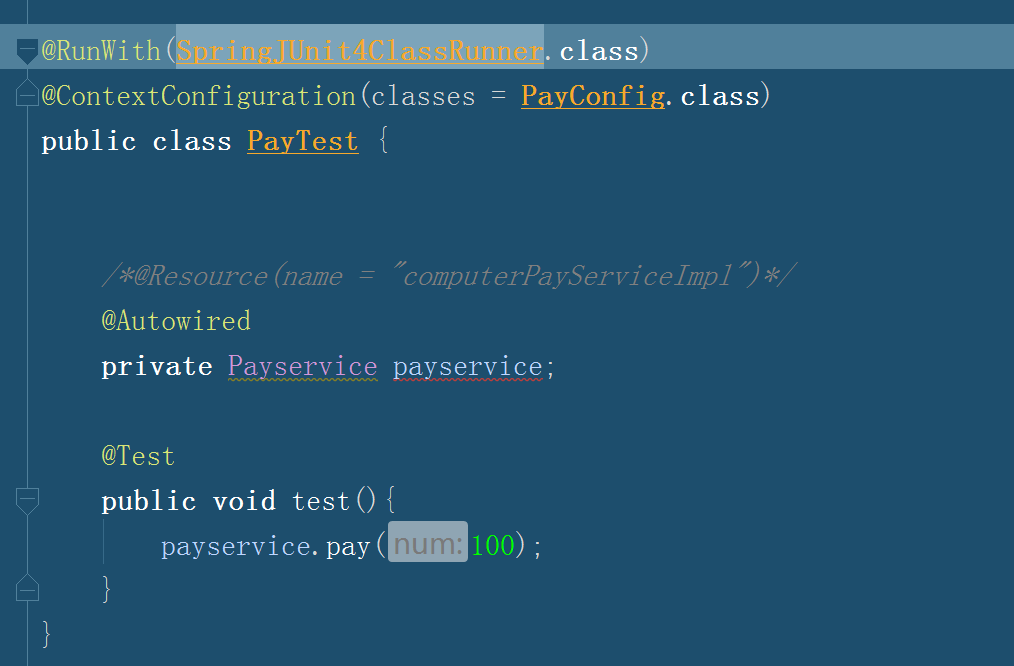 @RunWith(SpringJUnit4ClassRunner.class)
@ContextConfiguration(classes = PayConfig.class)
public class PayTest {
/*@Resource(name = "computerPayServiceImpl")*/
@Autowired
private Payservice payservice;
@Test
public void test(){
payservice.pay(num:100);
}
}